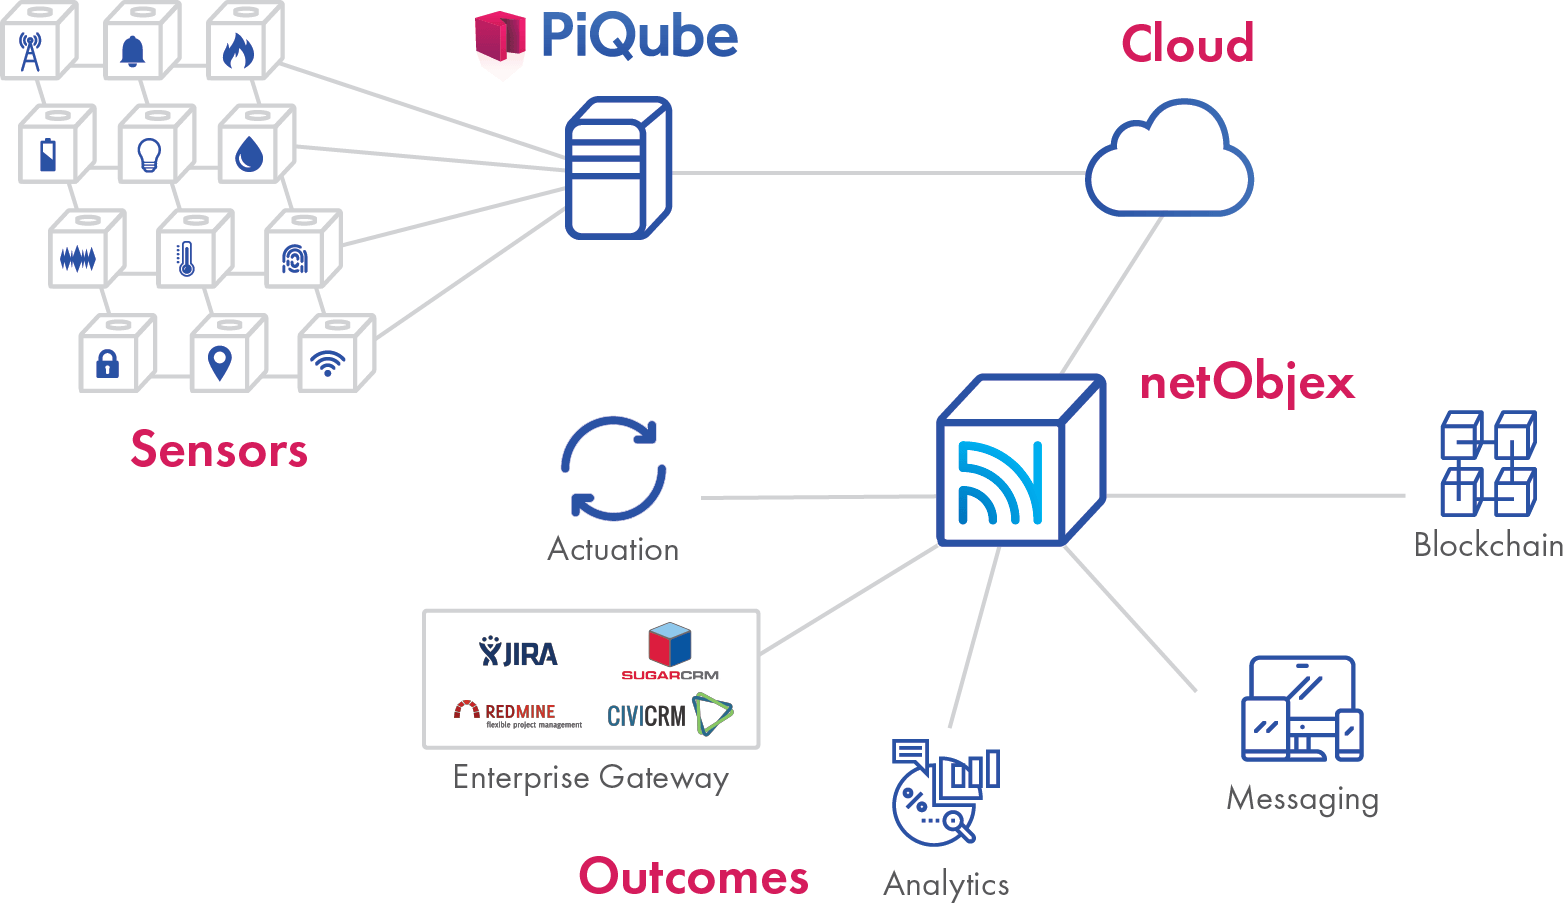 PiQube
Cloud
netObjex
Sensors
Actuation
Blockchain
JIRA
SUGARCRM
REDMINE
flexible project management
CIVICRM
Enterprise Gateway
%
Messaging
Outcomes
Analytics